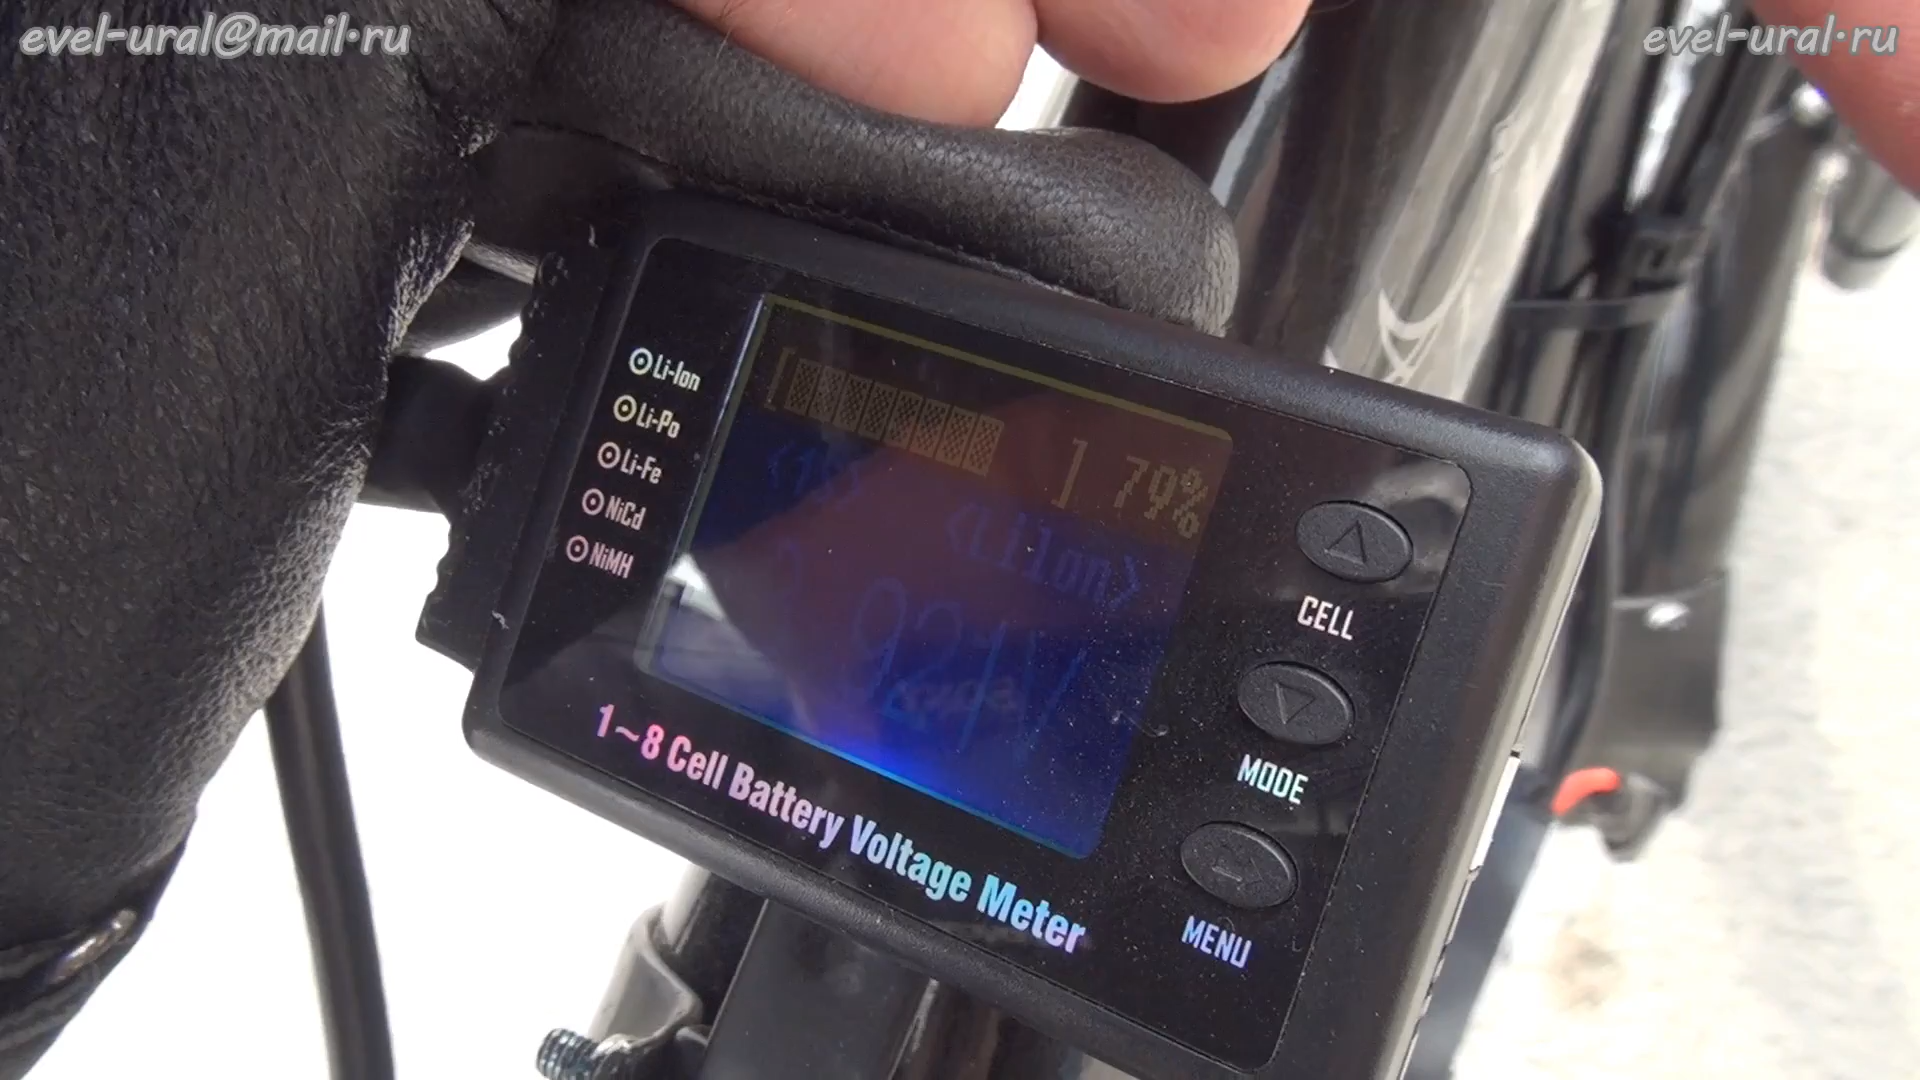 evel-ural@mail.ru
evel-ural.ru
[ ] 79%
Li-Ion
Li-Po
Li-Fe
NiCd
NiMH
CELL
MODE
MENU
1~8 Cell Battery Voltage Meter